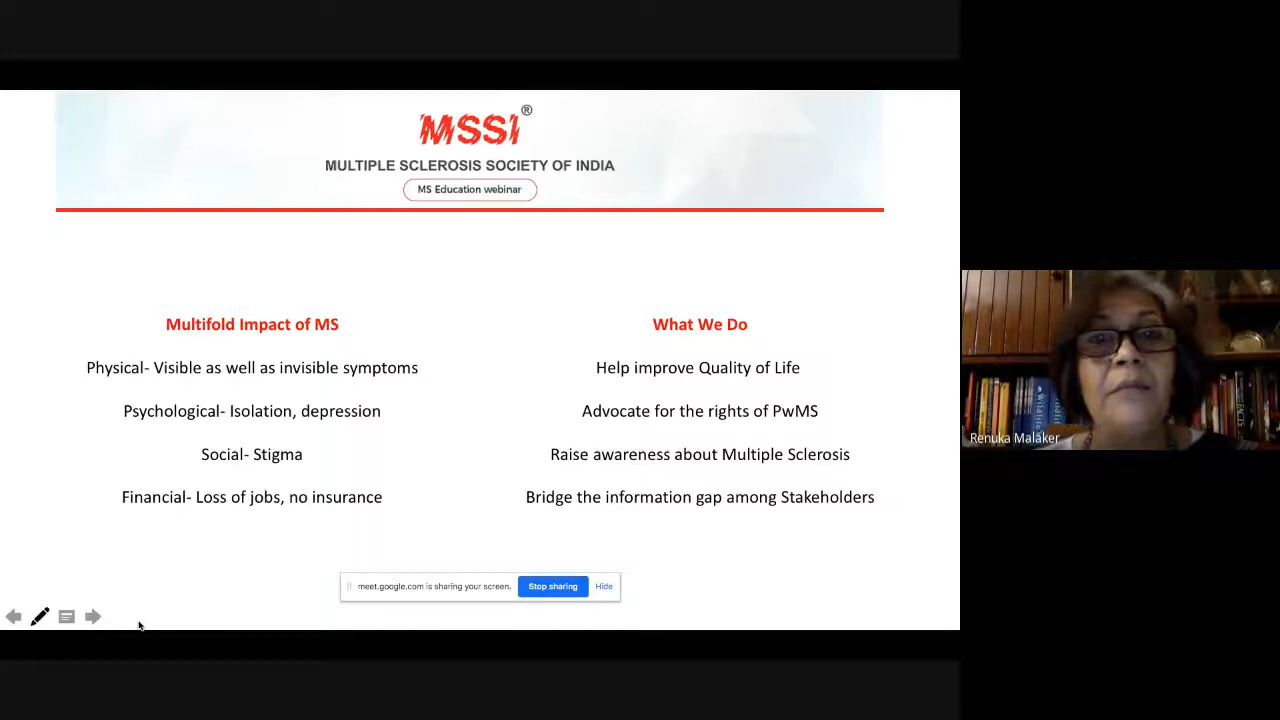 MSSI®
MULTIPLE SCLEROSIS SOCIETY OF INDIA
MS Education webinar
Multifold Impact of MS
Physical- Visible as well as invisible symptoms
Psychological- Isolation, depression
Social- Stigma
Financial- Loss of jobs, no insurance
What We Do
Help improve Quality of Life
Advocate for the rights of PwMS
Raise awareness about Multiple Sclerosis
Bridge the information gap among Stakeholders
meet.google.com is sharing your screen. Stop sharing Hide
Renuka Malaker